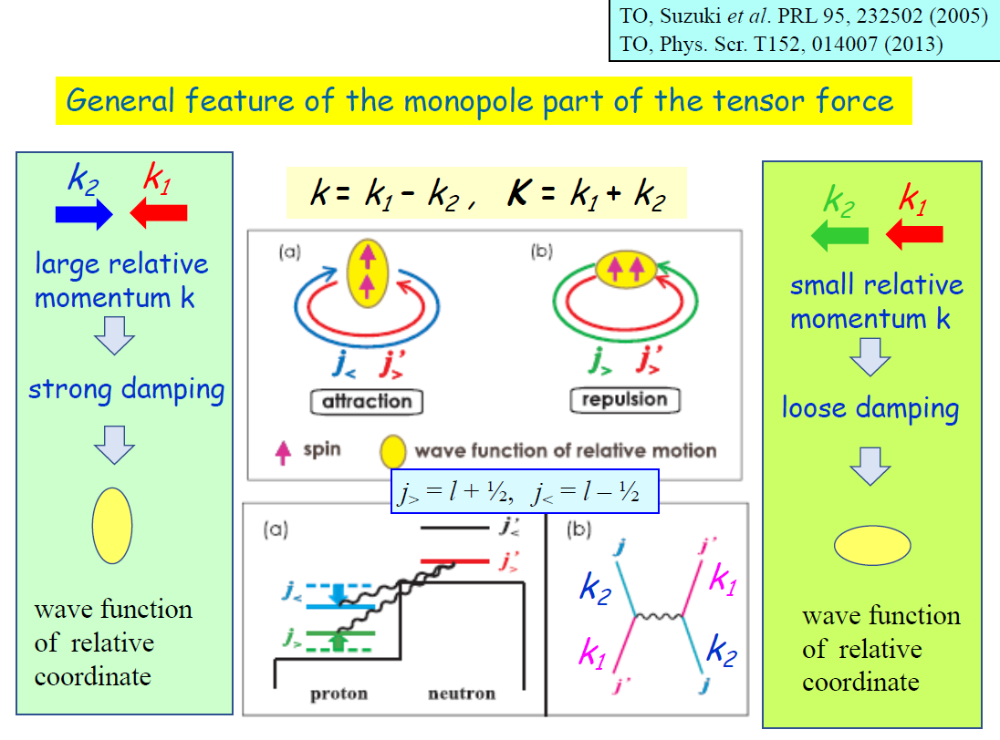 TO, Suzuki et al. PRL 95, 232502 (2005)
TO, Phys. Scr. T152, 014007 (2013)
General feature of the monopole part of the tensor force
k₂ k₁
large relative
momentum k
strong damping
wave function
of relative
coordinate
k = k₁ – k₂ , K = k₁ + k₂
(a) (b)
j< j'> j> j'>
attraction repulsion
spin wave function of relative motion
j> = l + ½, j< = l – ½
(a)
j'<
j'>
j<
j>
proton neutron
(b)
j j'
k₂ k₁
k₁ k₂
j' j
k₂ k₁
small relative
momentum k
loose damping
wave function
of relative
coordinate